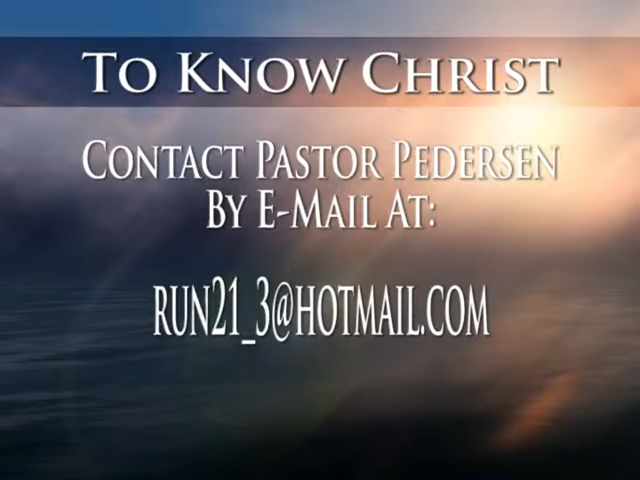 To Know Christ
Contact Pastor Pedersen
By E-Mail At:
RUN21_3@HOTMAIL.COM